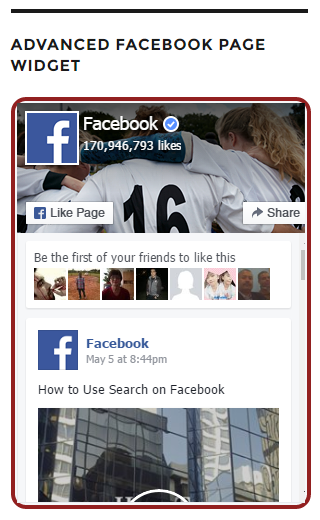 ADVANCED FACEBOOK PAGE
WIDGET
Facebook
170,946,793 likes
16
Like Page
Share
Be the first of your friends to like this
Facebook
May 5 at 8:44pm
How to Use Search on Facebook